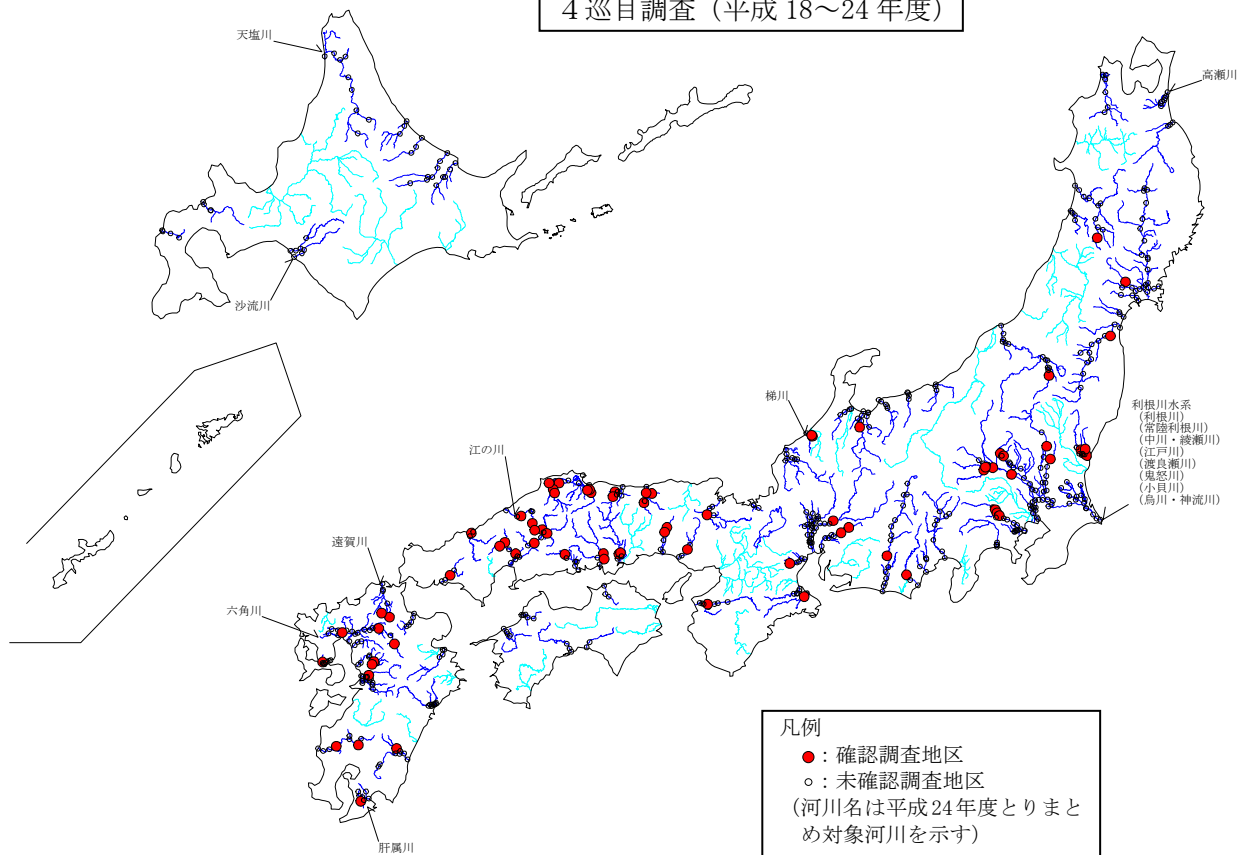 4巡目調査（平成 18～24 年度）
天塩川
高瀬川
沙流川
梯川
利根川水系
（利根川）
（常陸利根川）
（中川・綾瀬川）
（江戸川）
（渡良瀬川）
（鬼怒川）
（小貝川）
（烏川・神流川）
江の川
遠賀川
六角川
肝属川
凡例
●：確認調査地区
○：未確認調査地区
（河川名は平成24年度とりまと
め対象河川を示す）